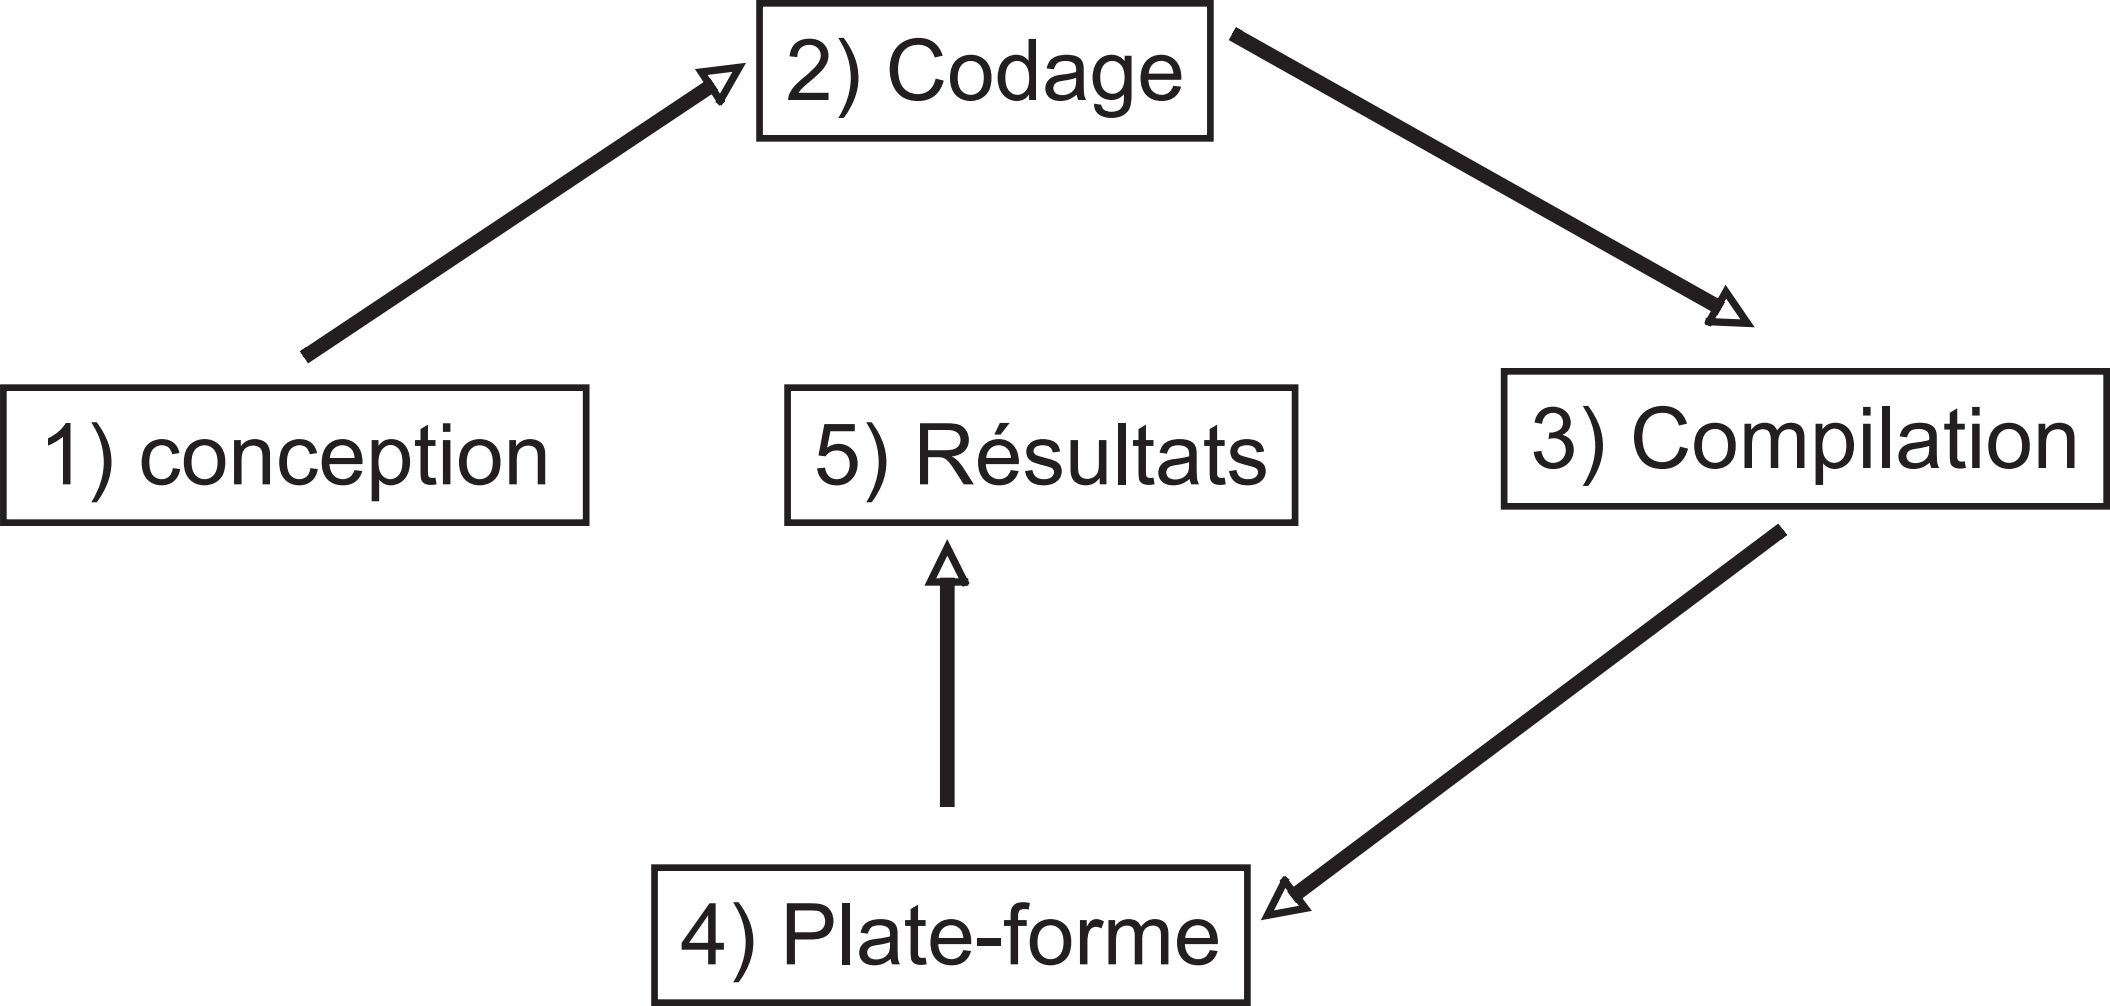 2) Codage
1) conception
5) Résultats
3) Compilation
4) Plate-forme